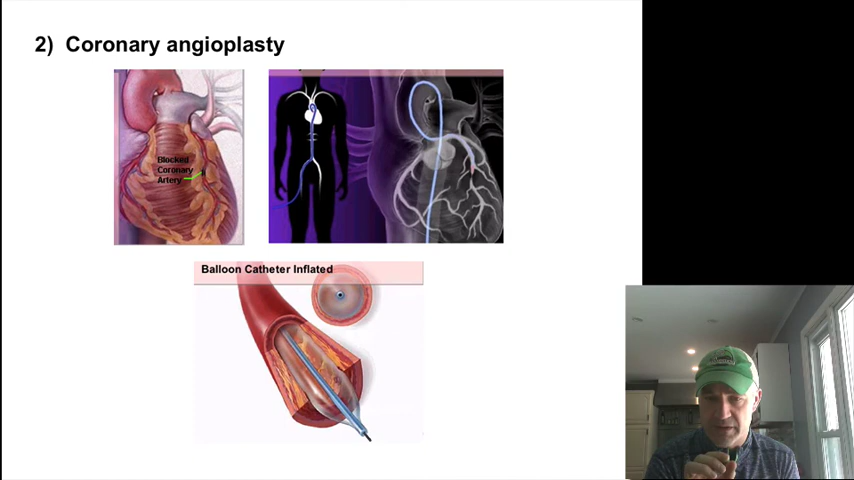 2) Coronary angioplasty
Blocked
Coronary
Artery
Balloon Catheter Inflated